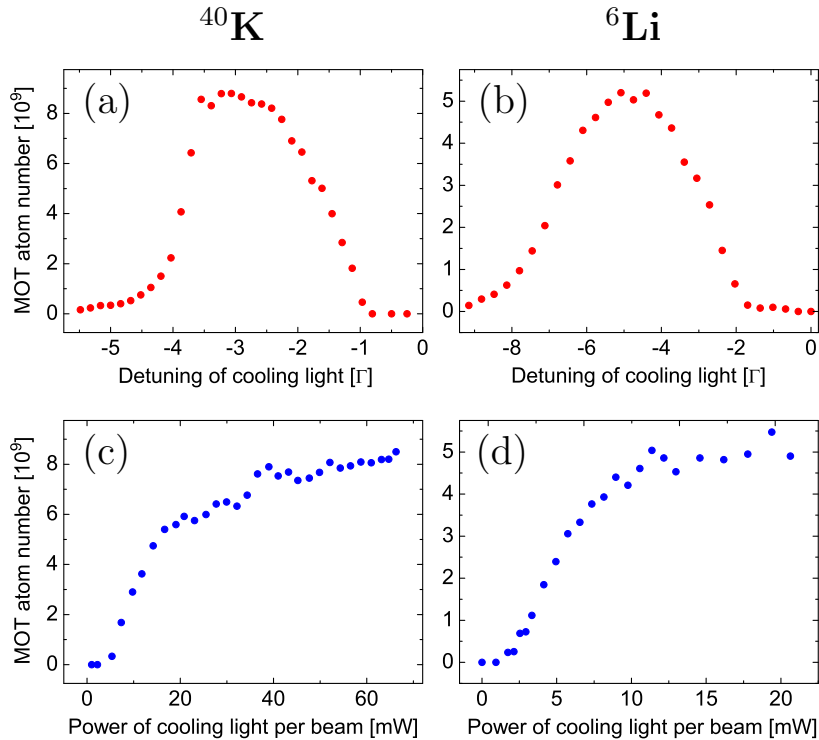 ⁴⁰K
⁶Li
(a)
MOT atom number [10⁹]
8
6
4
2
0
-5 -4 -3 -2 -1 0
Detuning of cooling light [Γ]
(b)
5
4
3
2
1
0
-8 -6 -4 -2 0
Detuning of cooling light [Γ]
(c)
MOT atom number [10⁹]
8
6
4
2
0
0 20 40 60
Power of cooling light per beam [mW]
(d)
5
4
3
2
1
0
0 5 10 15 20
Power of cooling light per beam [mW]